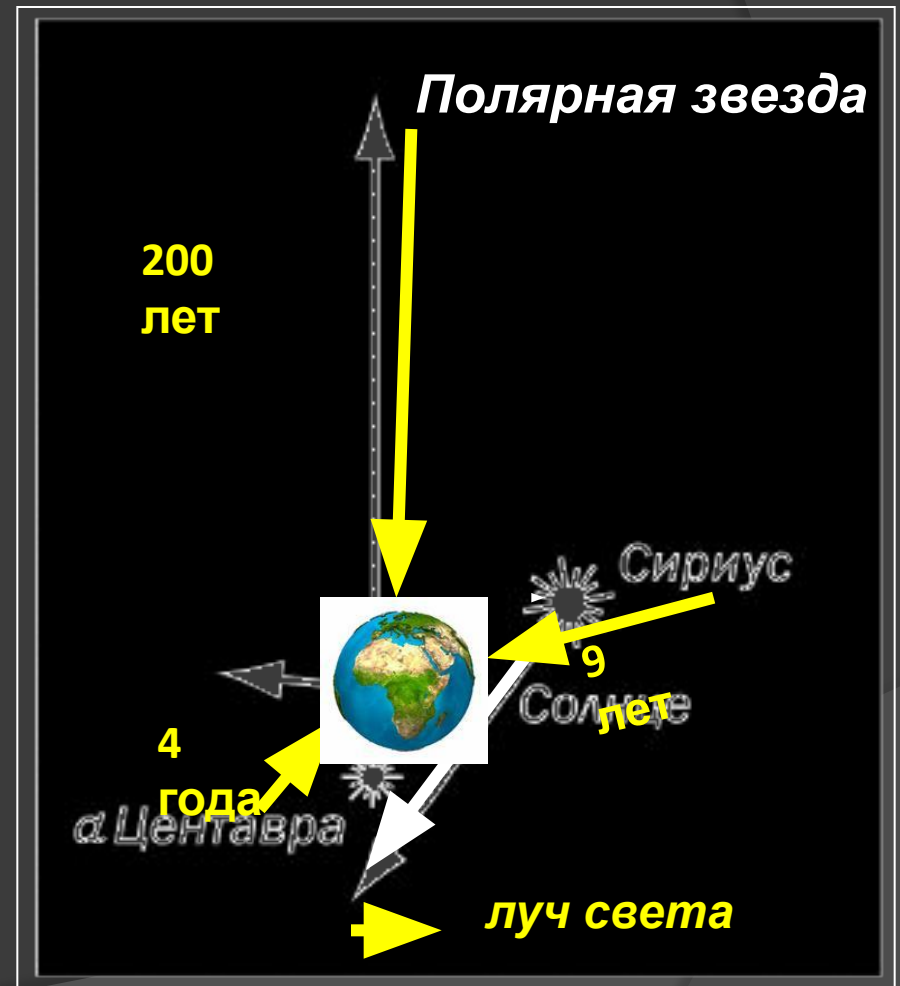 Полярная звезда
200
лет
Сириус
9
лет
Солнце
4
года
α Центавра
луч света